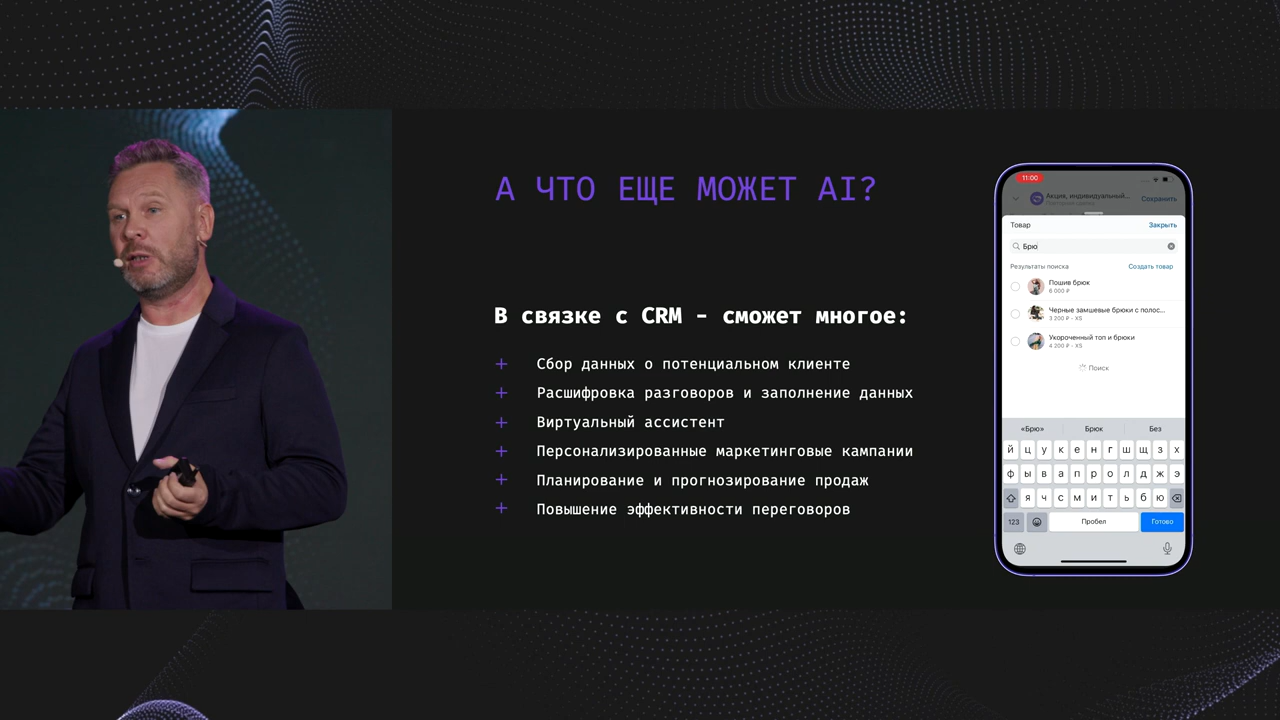 А ЧТО ЕЩЕ МОЖЕТ AI?
В связке с CRM - сможет многое:
+ Сбор данных о потенциальном клиенте
+ Расшифровка разговоров и заполнение данных
+ Виртуальный ассистент
+ Персонализированные маркетинговые кампании
+ Планирование и прогнозирование продаж
+ Повышение эффективности переговоров
11:00
Акция, индивидуальный... Сохранить
Товар Закрыть
Брю
Результаты поиска Создать товар
Пошив брюк
6 000 ₽
Черные замшевые брюки с полос...
3 200 ₽ - XS
Укороченный топ и брюки
4 200 ₽ - XS
Поиск
«Брю» Брюк Без
й ц у к е н г ш щ з х
ф ы в а п р о л д ж э
я ч с м и т ь б ю
123 Пробел Готово